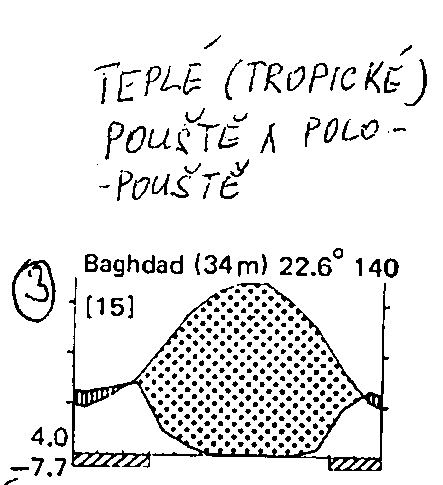 TEPLÉ (TROPICKÉ)
POUŠTĚ A POLO-
-POUŠTĚ
3 Baghdad (34 m) 22.6° 140
[15]
4.0
-7.7